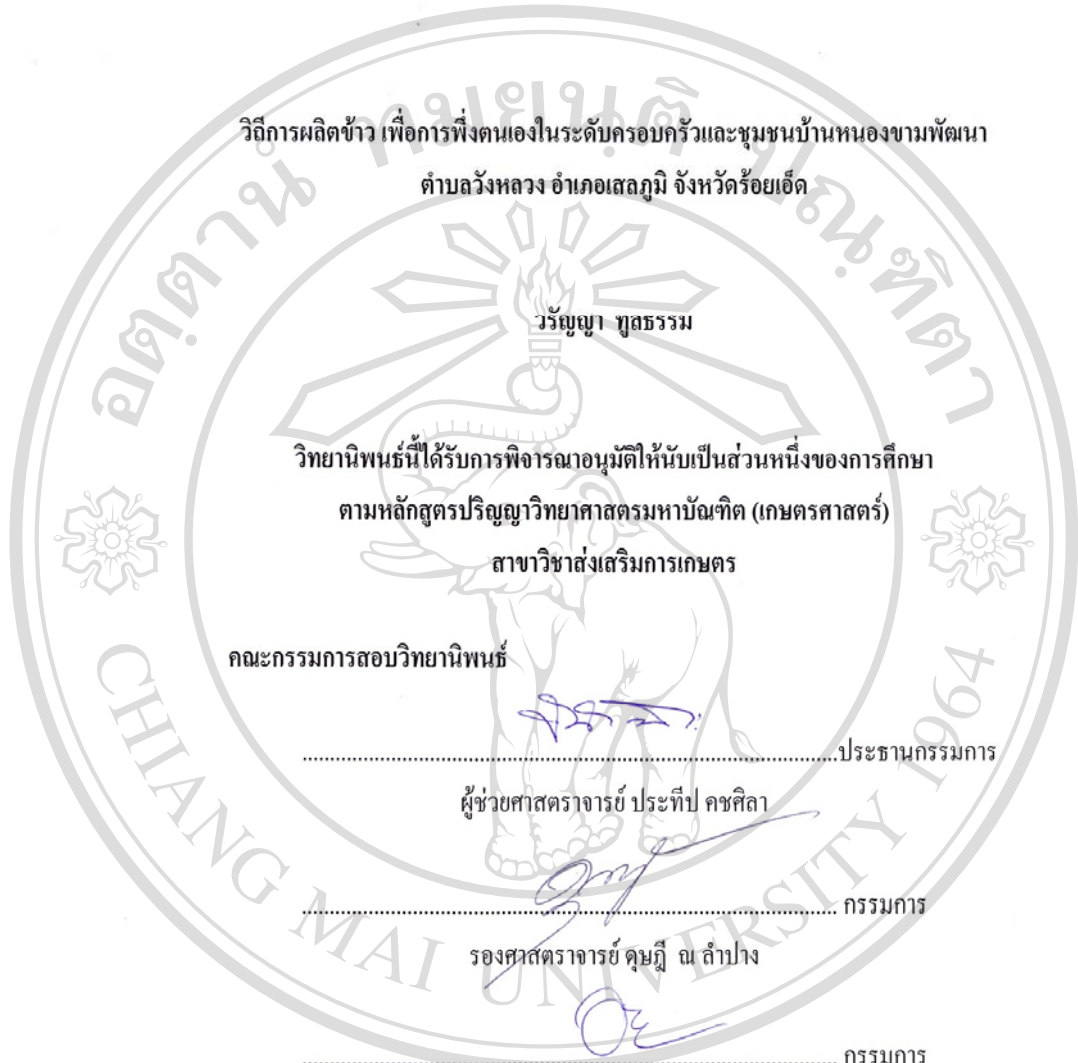 วิถีการผลิตข้าว เพื่อการพึ่งตนเองในระดับครอบครัวและชุมชนบ้านหนองขามพัฒนา
ตำบลวังหลวง อำเภอเสลภูมิ จังหวัดร้อยเอ็ด
วรัญญา ทูลธรรม
วิทยานิพนธ์นี้ได้รับการพิจารณาอนุมัติให้นับเป็นส่วนหนึ่งของการศึกษา
ตามหลักสูตรปริญญาวิทยาศาสตรมหาบัณฑิต (เกษตรศาสตร์)
สาขาวิชาส่งเสริมการเกษตร
คณะกรรมการสอบวิทยานิพนธ์
ประธานกรรมการ
ผู้ช่วยศาสตราจารย์ ประทีป คชศิลา
กรรมการ
รองศาสตราจารย์ ดุษฎี ณ ลำปาง
กรรมการ
อตฺตานํ ทมยนฺติ ปณฺฑิตา
CHIANG MAI UNIVERSITY 1964